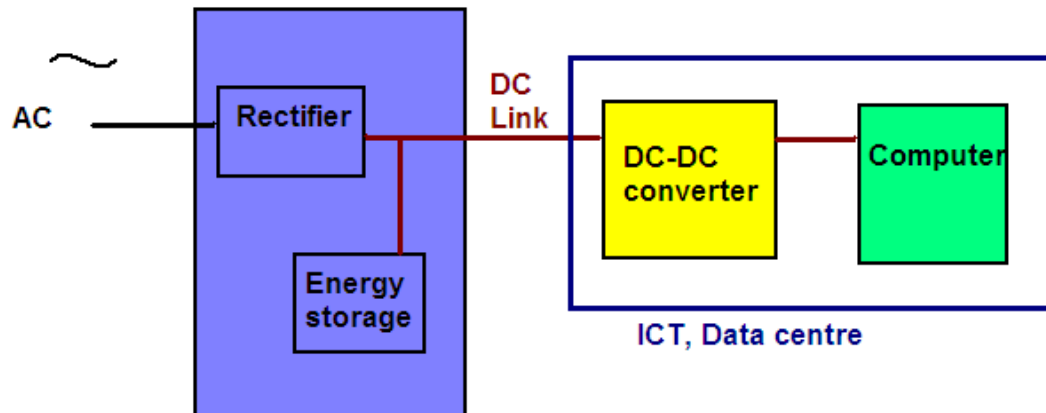 AC
Rectifier
Energy
storage
DC
Link
DC-DC
converter
Computer
ICT, Data centre